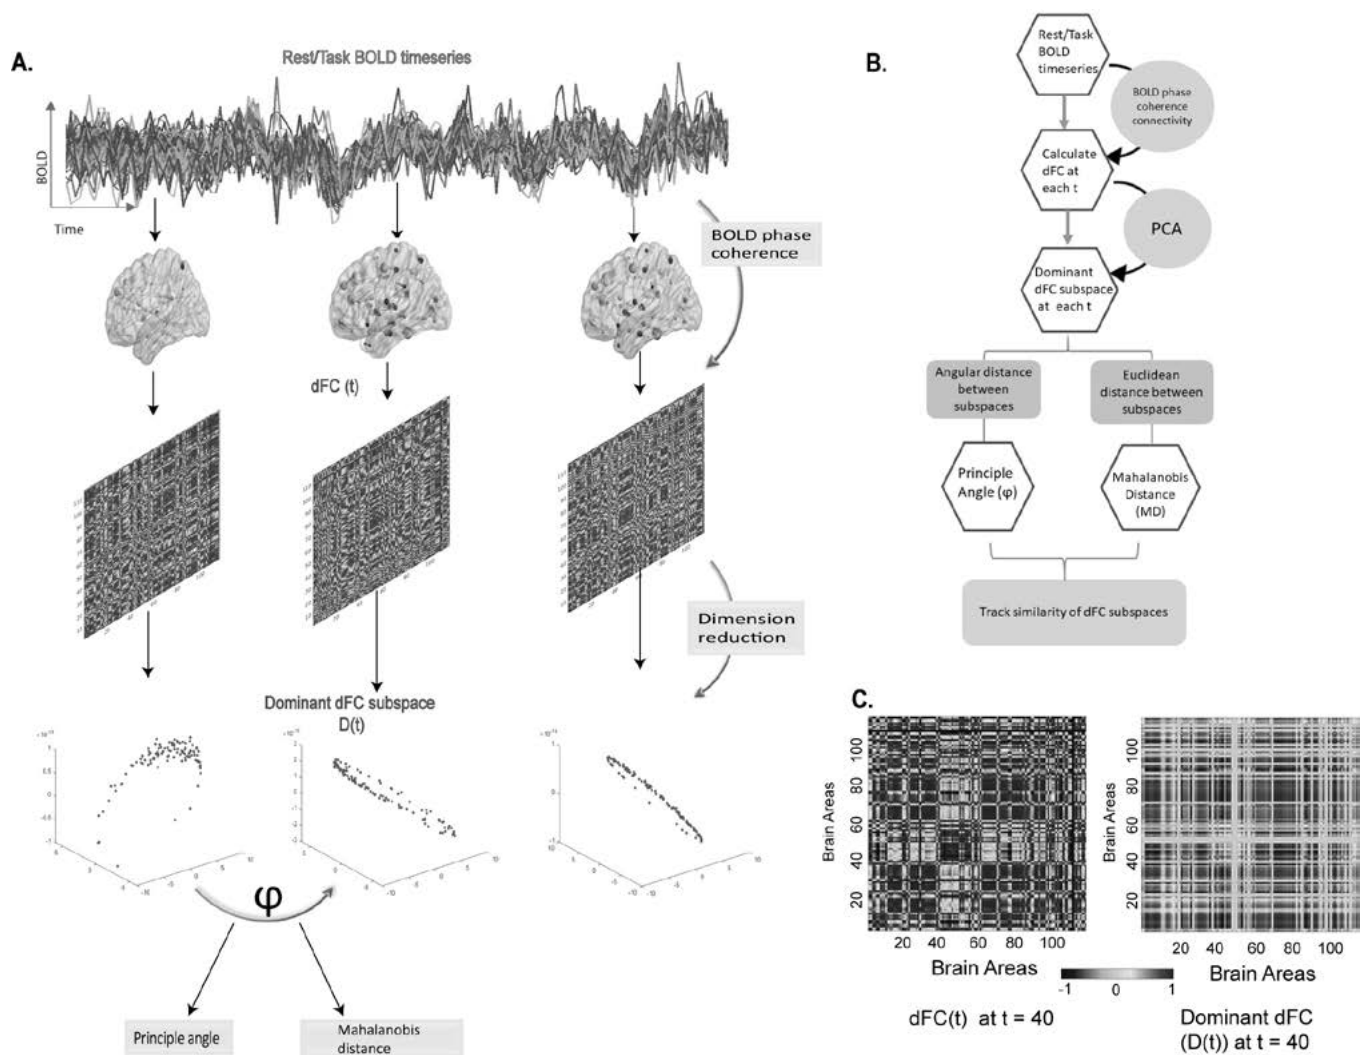 A.
Rest/Task BOLD timeseries
BOLD
Time
BOLD phase
coherence
dFC (t)
Dimension
reduction
Dominant dFC subspace
D(t)
φ
Principle angle
Mahalanobis
distance
B.
Rest/Task
BOLD
timeseries
BOLD phase
coherence
connectivity
Calculate
dFC at
each t
PCA
Dominant
dFC subspace
at each t
Angular distance
between
subspaces
Euclidean
distance between
subspaces
Principle
Angle (φ)
Mahalanobis
Distance
(MD)
Track similarity of dFC subspaces
C.
Brain Areas
100
80
60
40
20
20 40 60 80 100
Brain Areas
dFC(t) at t = 40
Brain Areas
100
80
60
40
20
20 40 60 80 100
Brain Areas
-1 0 1
Dominant dFC
(D(t)) at t = 40